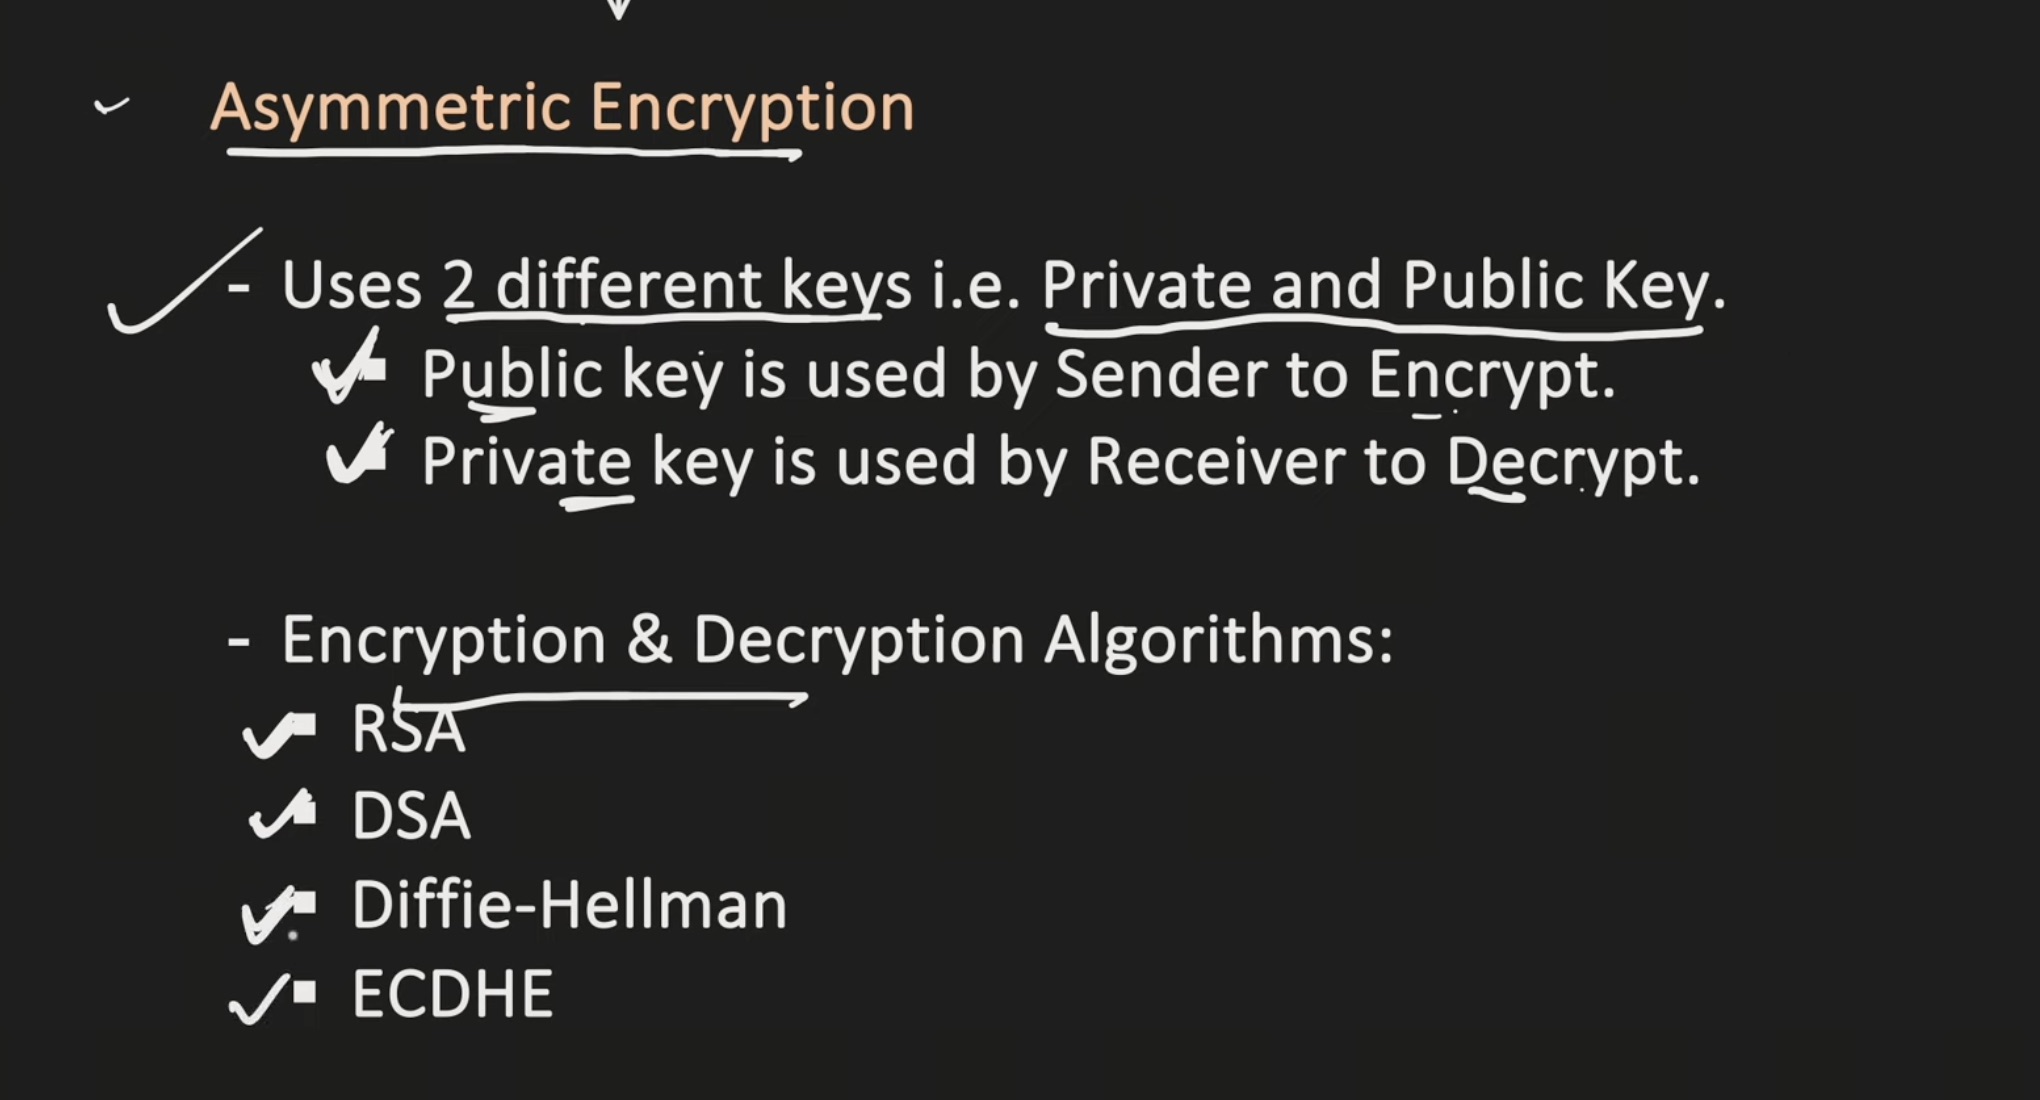 Asymmetric Encryption
- Uses 2 different keys i.e. Private and Public Key.
▪ Public key is used by Sender to Encrypt.
▪ Private key is used by Receiver to Decrypt.
- Encryption & Decryption Algorithms:
▪ RSA
▪ DSA
▪ Diffie-Hellman
▪ ECDHE